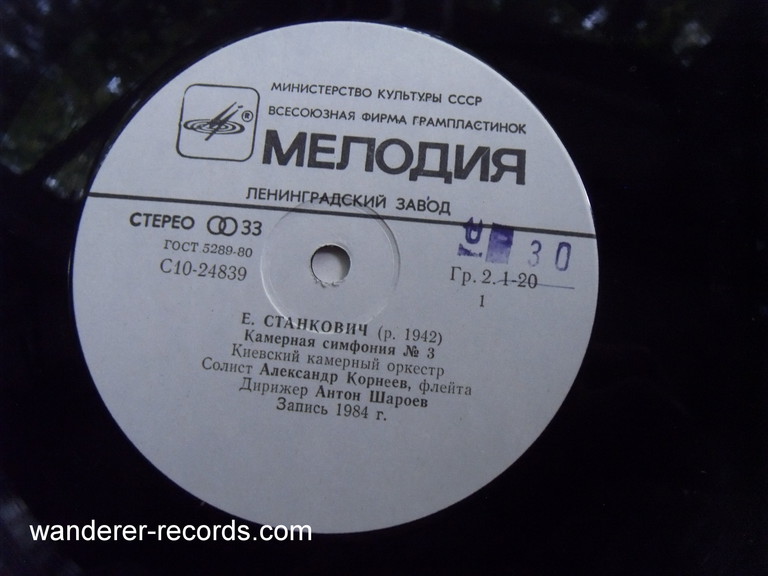 МИНИСТЕРСТВО КУЛЬТУРЫ СССР
ВСЕСОЮЗНАЯ ФИРМА ГРАМПЛАСТИНОК
®
МЕЛОДИЯ
ЛЕНИНГРАДСКИЙ ЗАВОД
СТЕРЕО 33
ГОСТ 5289-80
С10-24839
30
Гр. 2. 1-20
1
Е. СТАНКОВИЧ (р. 1942)
Камерная симфония № 3
Киевский камерный оркестр
Солист Александр Корнеев, флейта
Дирижер Антон Шароев
Запись 1984 г.
wanderer-records.com